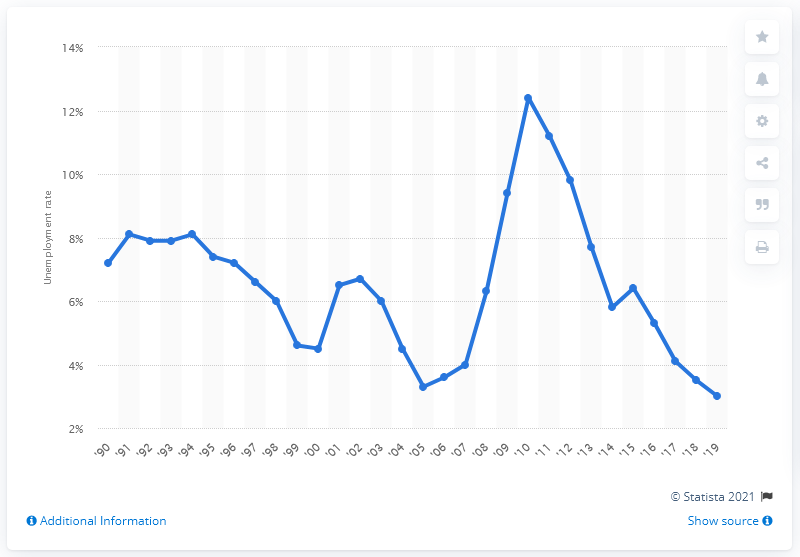 14%
12%
10%
8%
6%
4%
2%
Unemployment rate
'90 '91 '92 '93 '94 '95 '96 '97 '98 '99 '00 '01 '02 '03 '04 '05 '06 '07 '08 '09 '10 '11 '12 '13 '14 '15 '16 '17 '18 '19
© Statista 2021
Additional Information
Show source